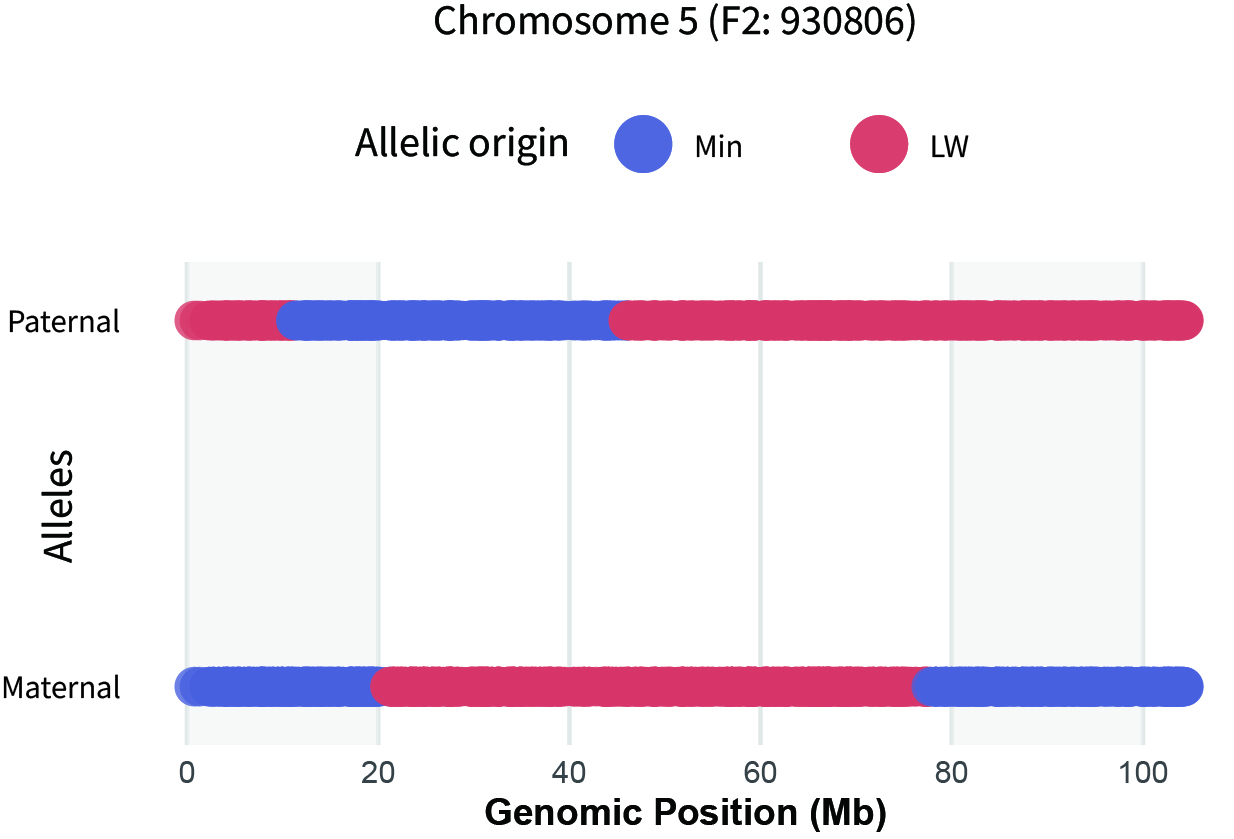 Chromosome 5 (F2: 930806)
Allelic origin Min LW
Paternal
Alleles
Maternal
0 20 40 60 80 100
Genomic Position (Mb)